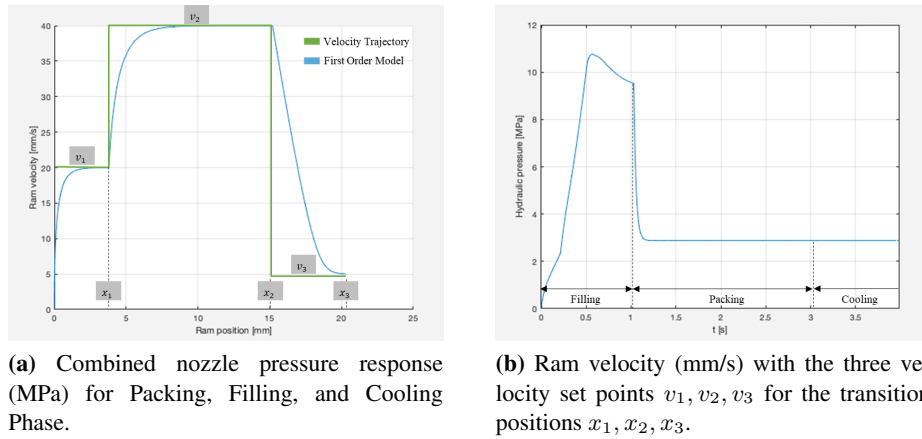 40
35
30
25
20
15
10
5
0
Ram velocity [mm/s]
v₁
v₂
v₃
Velocity Trajectory
First Order Model
x₁
x₂
x₃
0 5 10 15 20 25
Ram position [mm]
12
10
8
6
4
2
0
Hydraulic pressure [MPa]
Filling
Packing
Cooling
0 0.5 1 1.5 2 2.5 3 3.5
t [s]
(a) Combined nozzle pressure response
(MPa) for Packing, Filling, and Cooling
Phase.
(b) Ram velocity (mm/s) with the three ve-
locity set points v₁, v₂, v₃ for the transition
positions x₁, x₂, x₃.